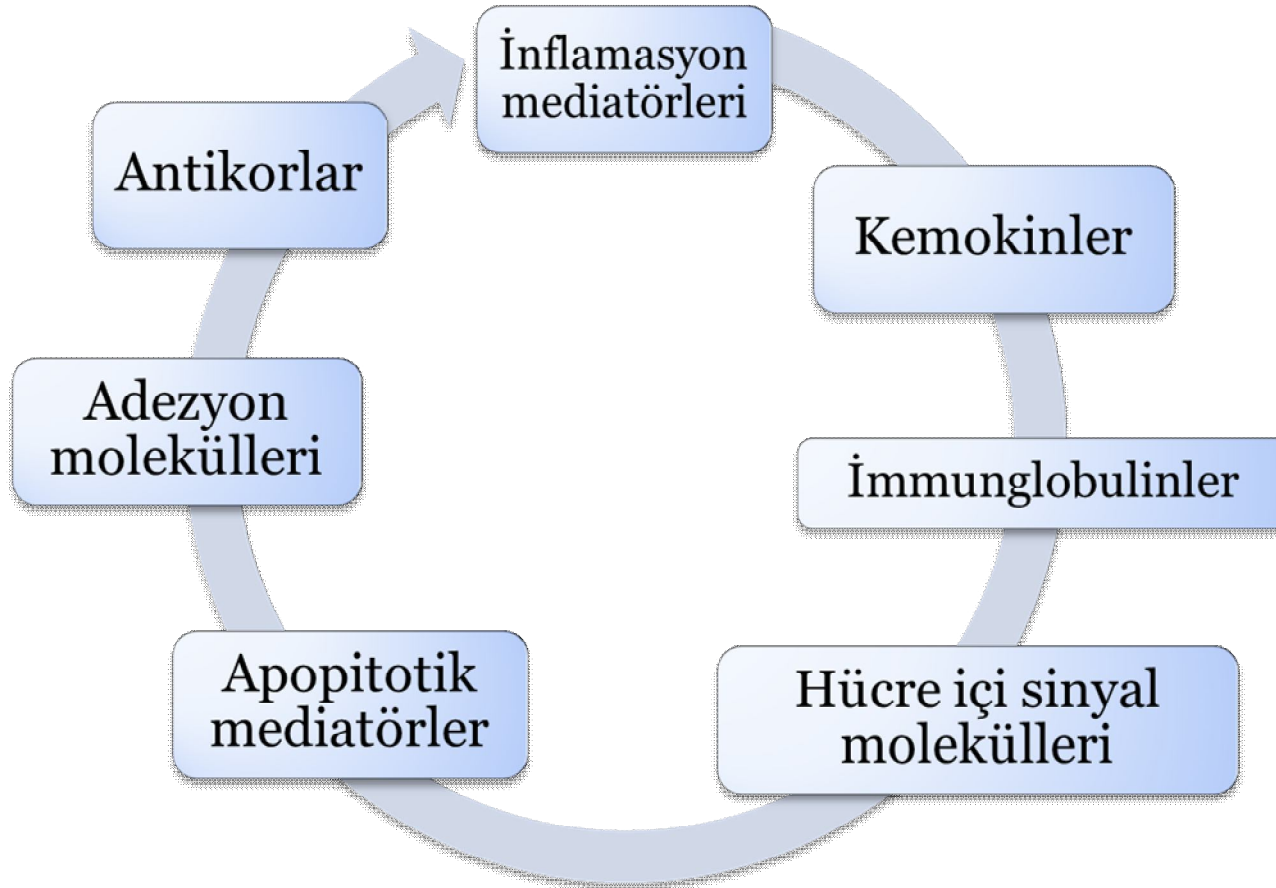 İnflamasyon
mediatörleri
Kemokinler
İmmunglobulinler
Hücre içi sinyal
molekülleri
Apopitotik
mediatörler
Adezyon
molekülleri
Antikorlar